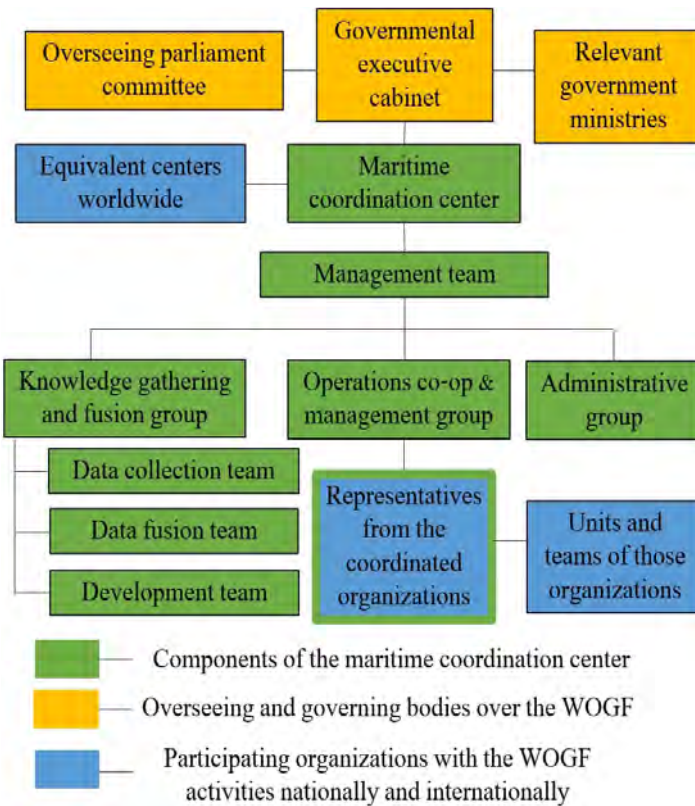 Overseeing parliament
committee
Governmental
executive
cabinet
Relevant
government
ministries
Equivalent centers
worldwide
Maritime
coordination center
Management team
Knowledge gathering
and fusion group
Operations co-op &
management group
Administrative
group
Data collection team
Data fusion team
Development team
Representatives
from the
coordinated
organizations
Units and
teams of those
organizations
Components of the maritime coordination center
Overseeing and governing bodies over the WOGF
Participating organizations with the WOGF
activities nationally and internationally